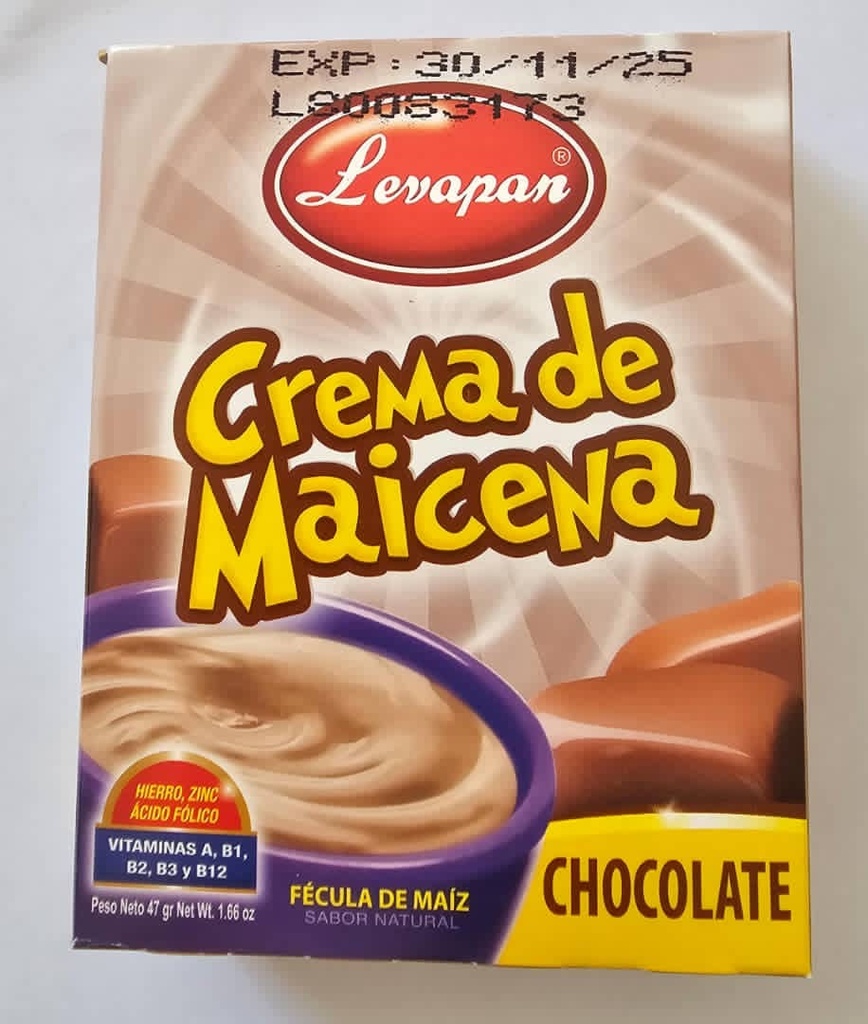 EXP : 30/11/25
L80083173
Levapan®
Crema de
Maicena
HIERRO, ZINC
ÁCIDO FÓLICO
VITAMINAS A, B1,
B2, B3 y B12
Peso Neto 47 gr Net Wt. 1.66 oz
FÉCULA DE MAÍZ
SABOR NATURAL
CHOCOLATE